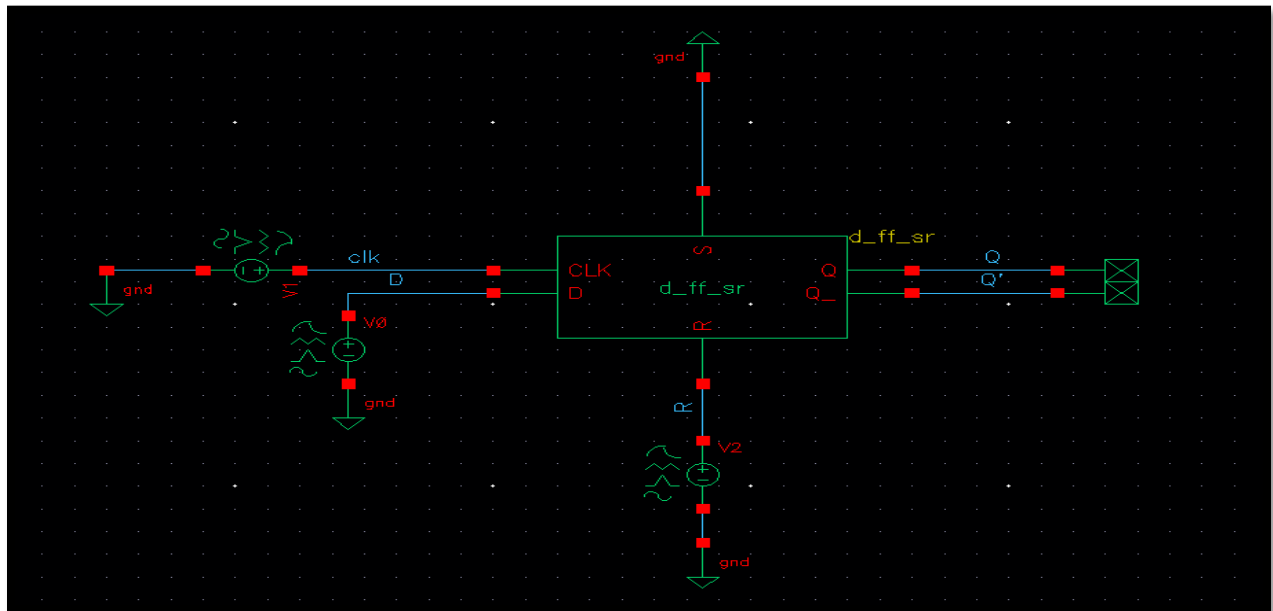 gnd
S
d_ff_sr
clk
Q
CLK
Q
D
Q'
D
Q_
d_ff_sr
gnd
V1
V0
R
gnd
R
V2
gnd